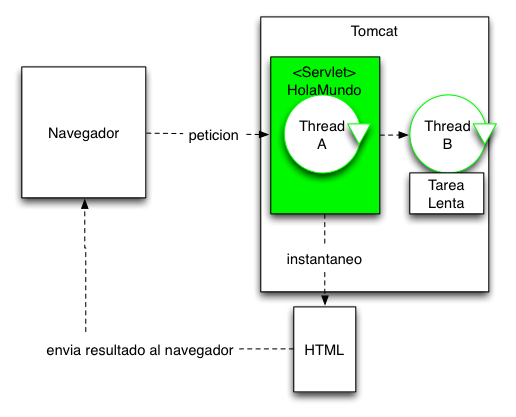 Tomcat
<Servlet>
HolaMundo
Navegador
peticion
Thread
A
Thread
B
Tarea
Lenta
instantaneo
envia resultado al navegador
HTML